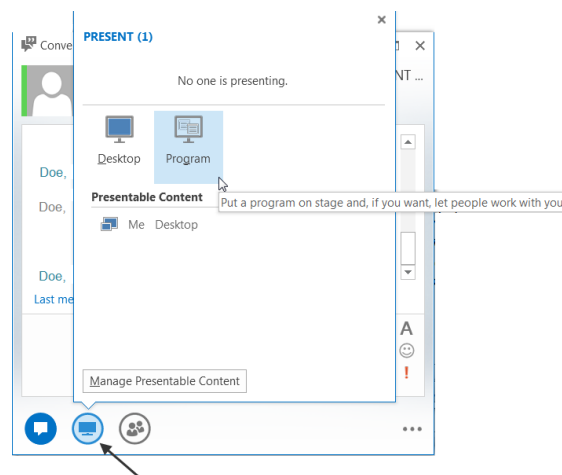 Conve
PRESENT (1)
NT ...
No one is presenting.
Desktop
Program
Doe,
Presentable Content
Put a program on stage and, if you want, let people work with you
Doe,
Me Desktop
Doe,
Last me
A
!
Manage Presentable Content